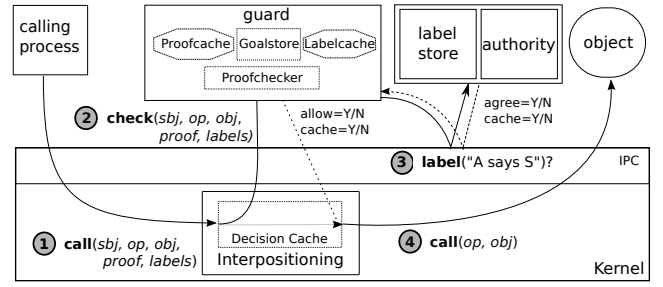 calling
process
guard
Proofcache
Goalstore
Labelcache
Proofchecker
label
store
authority
object
2 check(sbj, op, obj,
proof, labels)
allow=Y/N
cache=Y/N
agree=Y/N
cache=Y/N
3 label("A says S")?
IPC
1 call(sbj, op, obj,
proof, labels)
Decision Cache
Interpositioning
4 call(op, obj)
Kernel